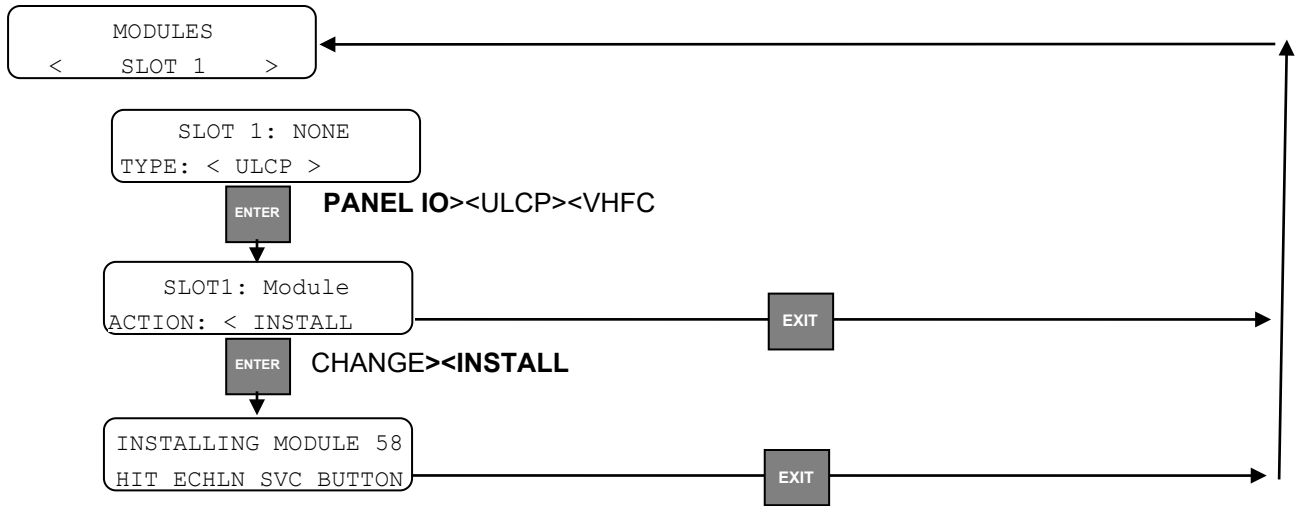 MODULES
< SLOT 1 >
SLOT 1: NONE
TYPE: < ULCP >
ENTER
PANEL IO><ULCP><VHFC
SLOT1: Module
ACTION: < INSTALL
EXIT
ENTER
CHANGE><INSTALL
INSTALLING MODULE 58
HIT ECHLN SVC BUTTON
EXIT